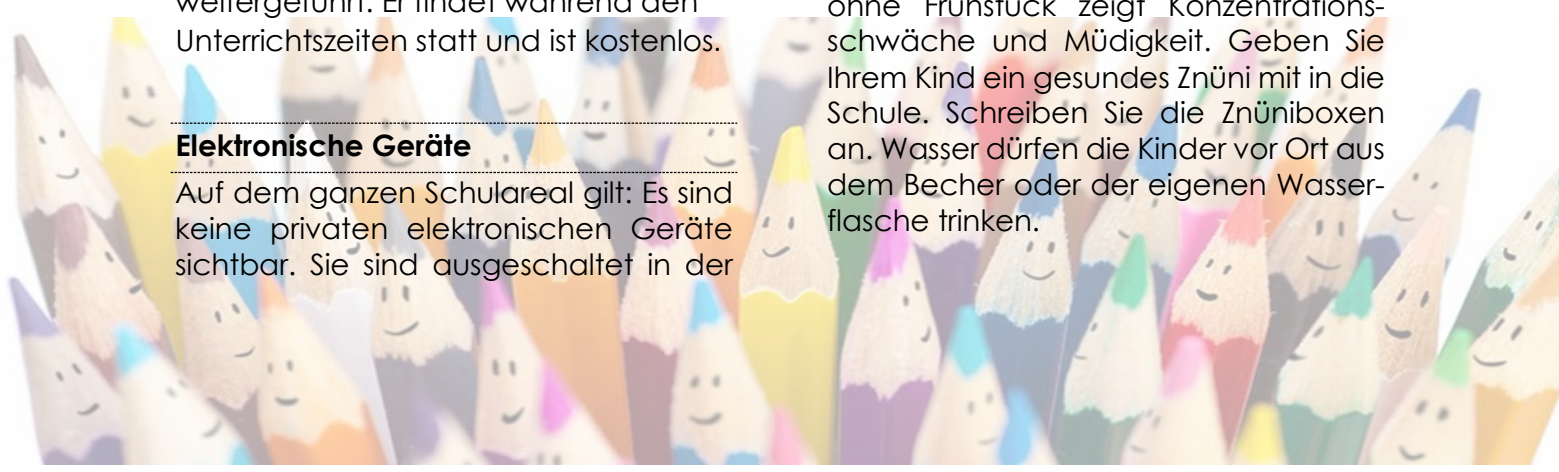 weitergeführt. Er findet während den
Unterrichtszeiten statt und ist kostenlos.
Elektronische Geräte
Auf dem ganzen Schulareal gilt: Es sind
keine privaten elektronischen Geräte
sichtbar. Sie sind ausgeschaltet in der
ohne Frühstück zeigt Konzentrations-
schwäche und Müdigkeit. Geben Sie
Ihrem Kind ein gesundes Znüni mit in die
Schule. Schreiben Sie die Znüniboxen
an. Wasser dürfen die Kinder vor Ort aus
dem Becher oder der eigenen Wasser-
flasche trinken.